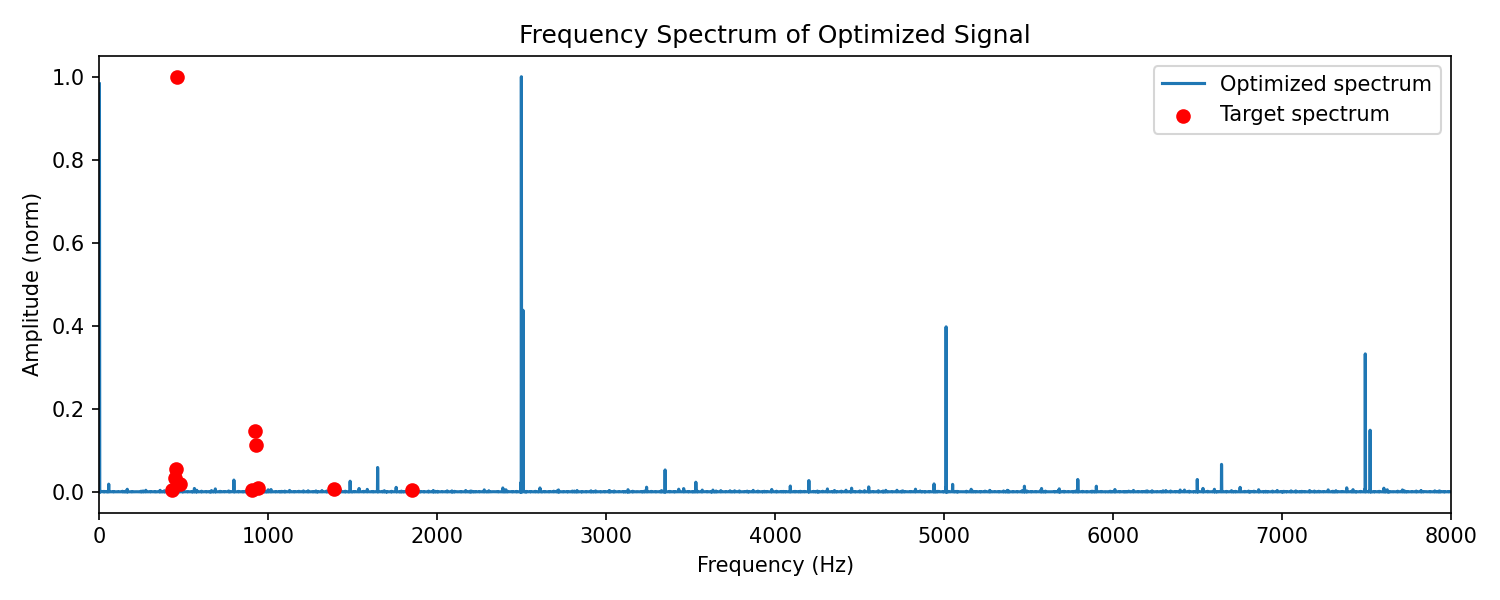 Frequency Spectrum of Optimized Signal
Amplitude (norm)
1.0
0.8
0.6
0.4
0.2
0.0
Optimized spectrum
Target spectrum
0 1000 2000 3000 4000 5000 6000 7000 8000
Frequency (Hz)